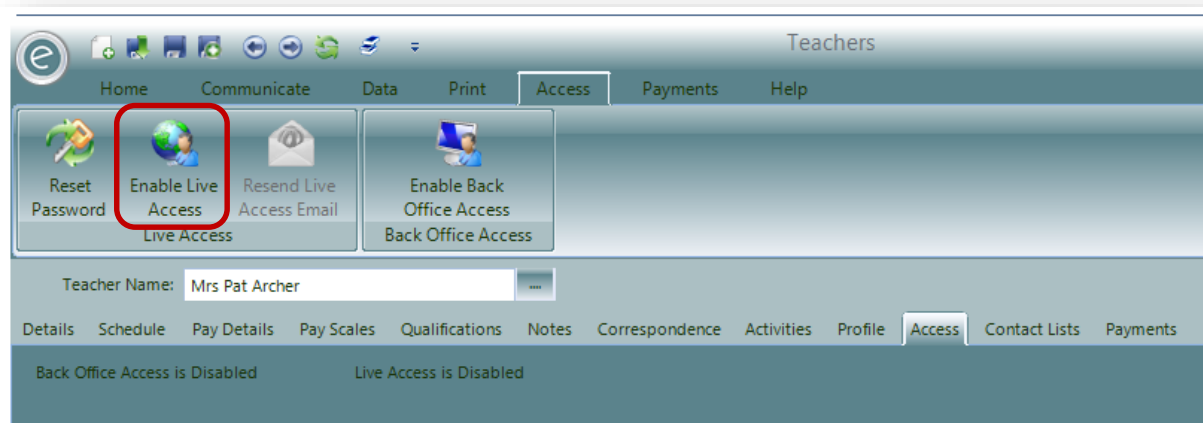 e
Teachers
Home Communicate Data Print Access Payments Help
Reset Password
Enable Live Access
Resend Live Access Email
Live Access
Enable Back Office Access
Back Office Access
Teacher Name: Mrs Pat Archer ....
Details Schedule Pay Details Pay Scales Qualifications Notes Correspondence Activities Profile Access Contact Lists Payments
Back Office Access is Disabled Live Access is Disabled